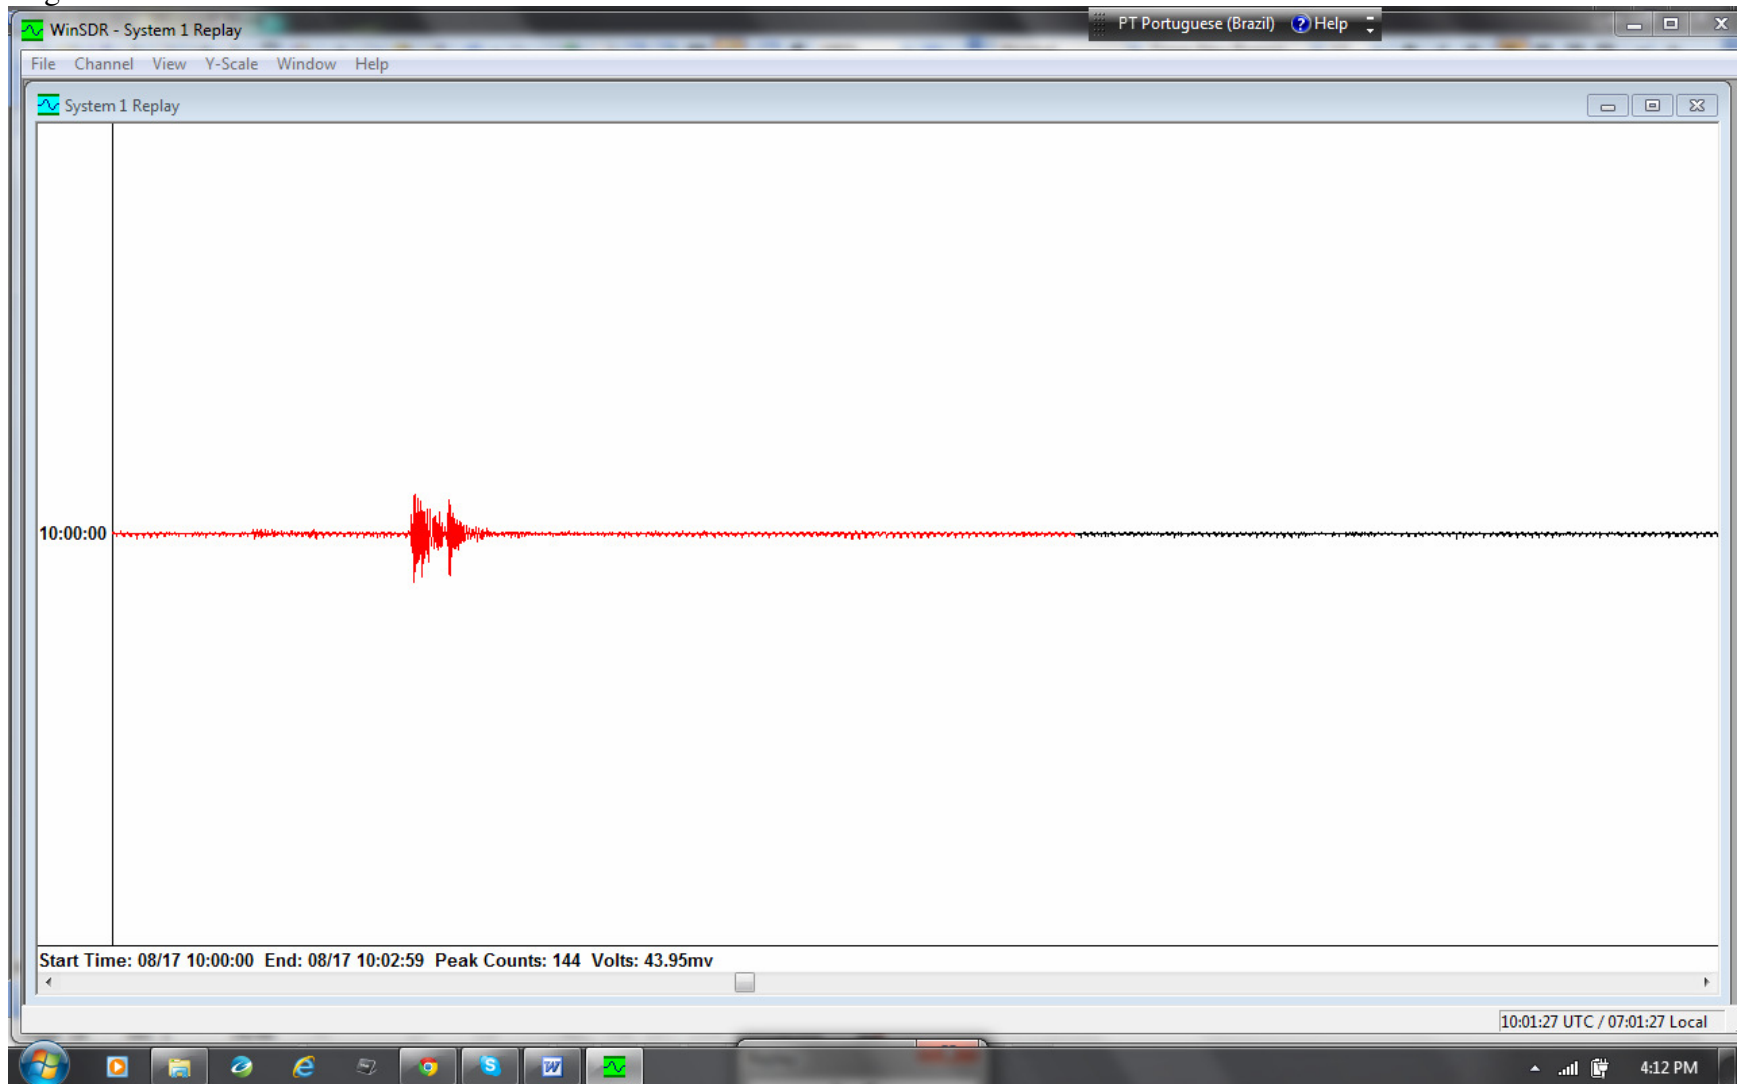 WinSDR - System 1 Replay
PT Portuguese (Brazil) Help
File Channel View Y-Scale Window Help
System 1 Replay
10:00:00
Start Time: 08/17 10:00:00 End: 08/17 10:02:59 Peak Counts: 144 Volts: 43.95mv
10:01:27 UTC / 07:01:27 Local
4:12 PM